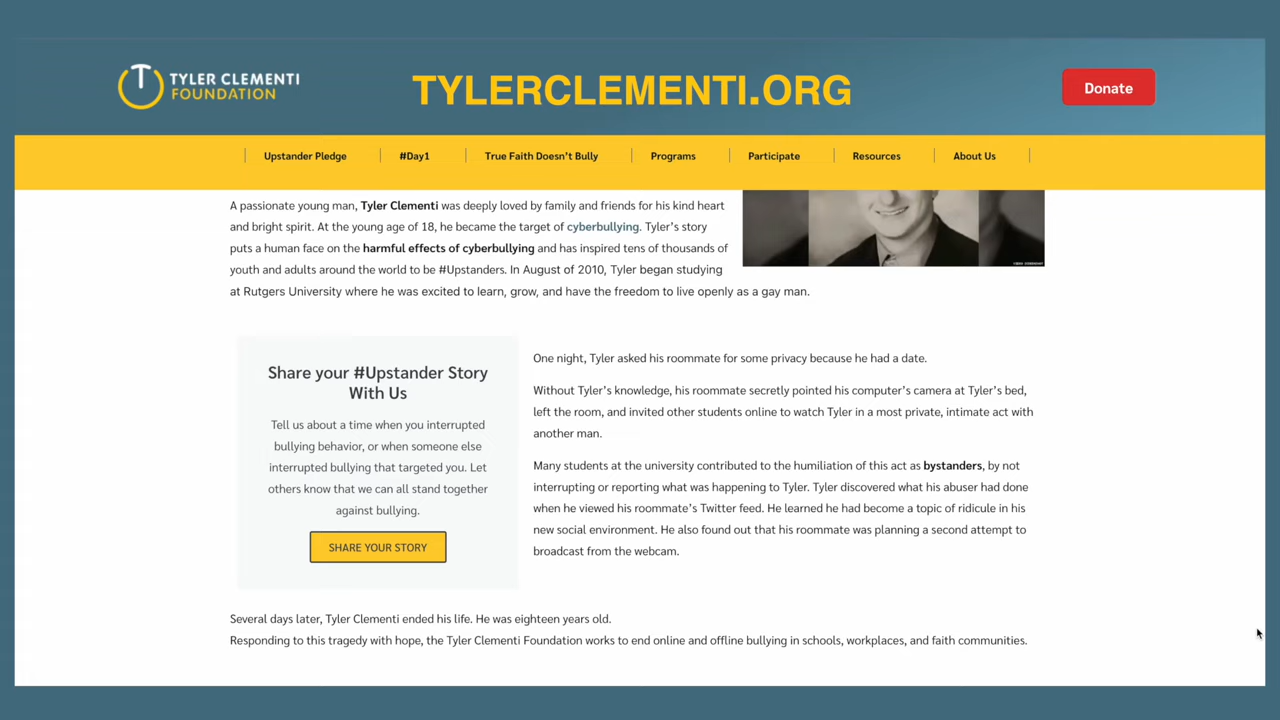 TYLER CLEMENTI
FOUNDATION
TYLERCLEMENTI.ORG
Donate
Upstander Pledge
#Day1
True Faith Doesn't Bully
Programs
Participate
Resources
About Us
A passionate young man, Tyler Clementi was deeply loved by family and friends for his kind heart
and bright spirit. At the young age of 18, he became the target of cyberbullying. Tyler's story
puts a human face on the harmful effects of cyberbullying and has inspired tens of thousands of
youth and adults around the world to be #Upstanders. In August of 2010, Tyler began studying
at Rutgers University where he was excited to learn, grow, and have the freedom to live openly as a gay man.
Share your #Upstander Story
With Us
Tell us about a time when you interrupted
bullying behavior, or when someone else
interrupted bullying that targeted you. Let
others know that we can all stand together
against bullying.
SHARE YOUR STORY
One night, Tyler asked his roommate for some privacy because he had a date.
Without Tyler's knowledge, his roommate secretly pointed his computer's camera at Tyler's bed,
left the room, and invited other students online to watch Tyler in a most private, intimate act with
another man.
Many students at the university contributed to the humiliation of this act as bystanders, by not
interrupting or reporting what was happening to Tyler. Tyler discovered what his abuser had done
when he viewed his roommate's Twitter feed. He learned he had become a topic of ridicule in his
new social environment. He also found out that his roommate was planning a second attempt to
broadcast from the webcam.
Several days later, Tyler Clementi ended his life. He was eighteen years old.
Responding to this tragedy with hope, the Tyler Clementi Foundation works to end online and offline bullying in schools, workplaces, and faith communities.